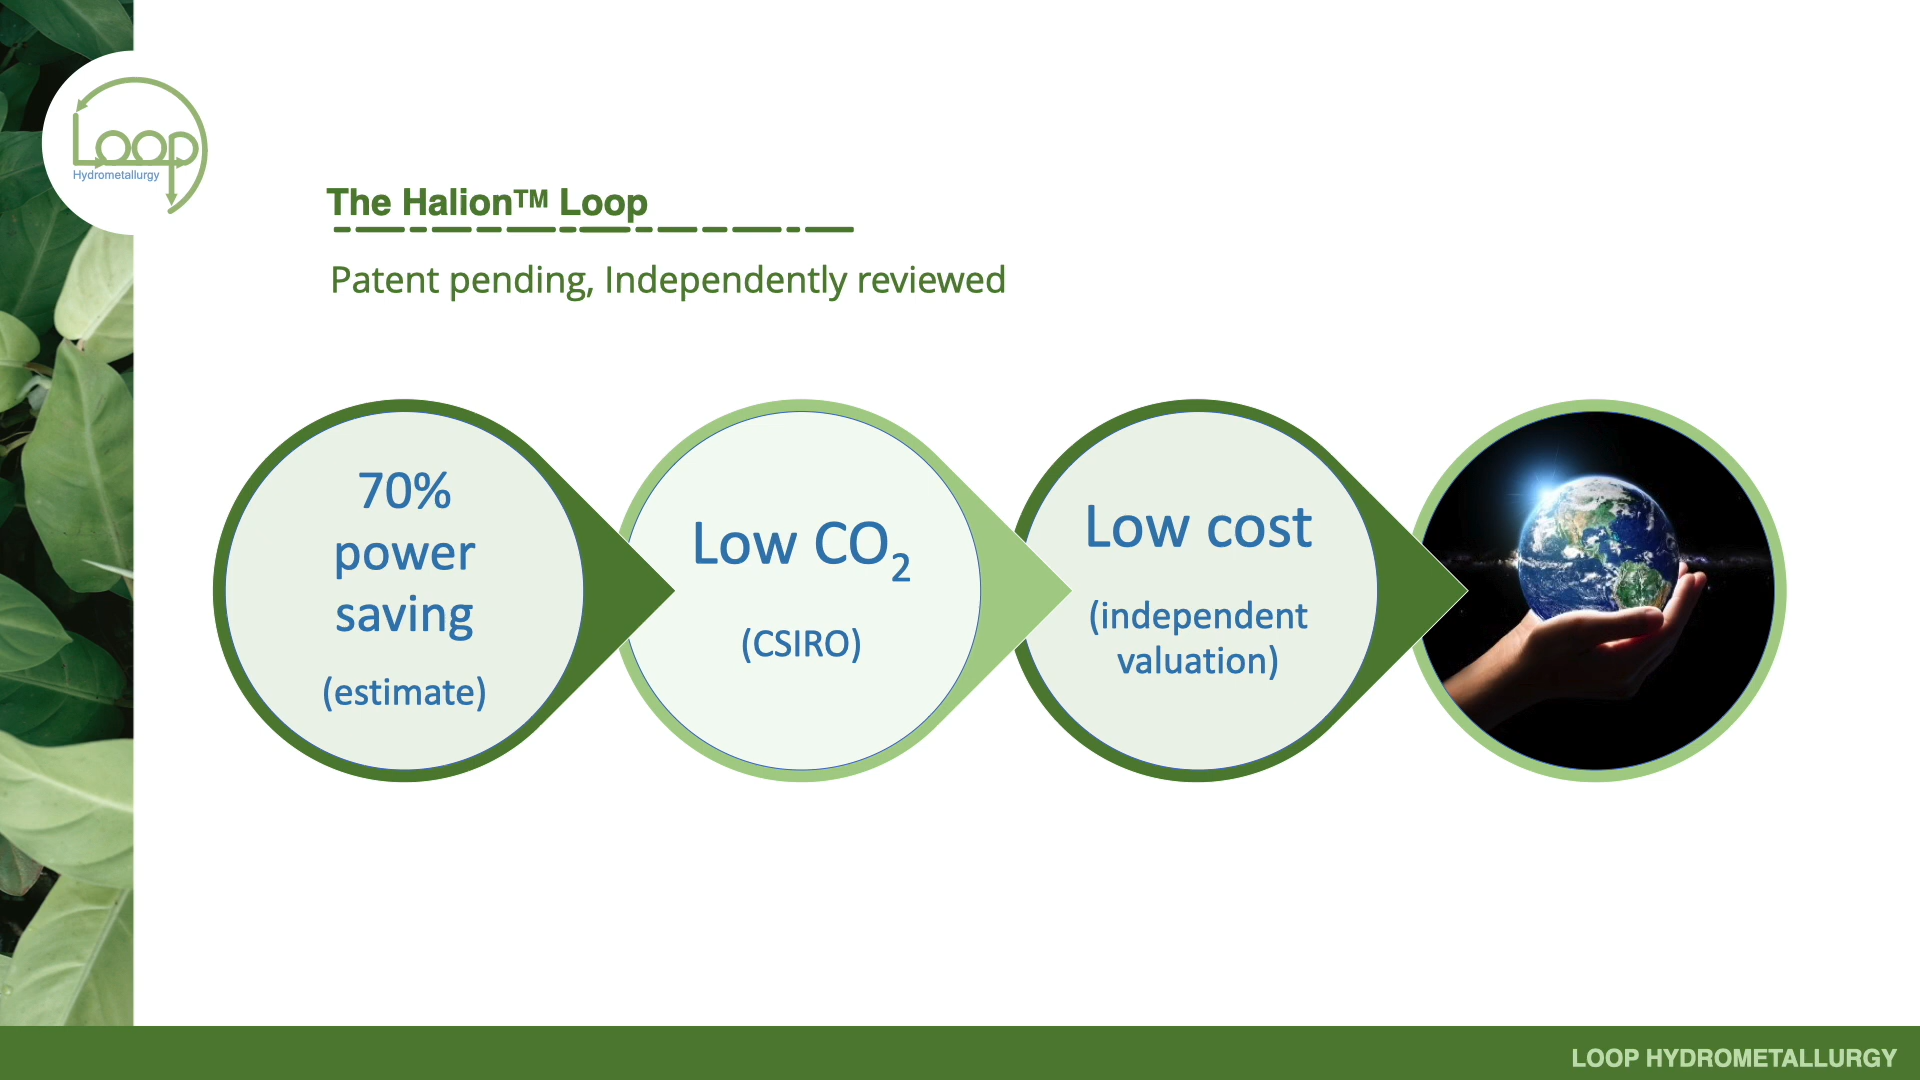 Loop
Hydrometallurgy
The Halion™ Loop
Patent pending, Independently reviewed
70%
power
saving
(estimate)
Low CO₂
(CSIRO)
Low cost
(independent
valuation)
LOOP HYDROMETALLURGY